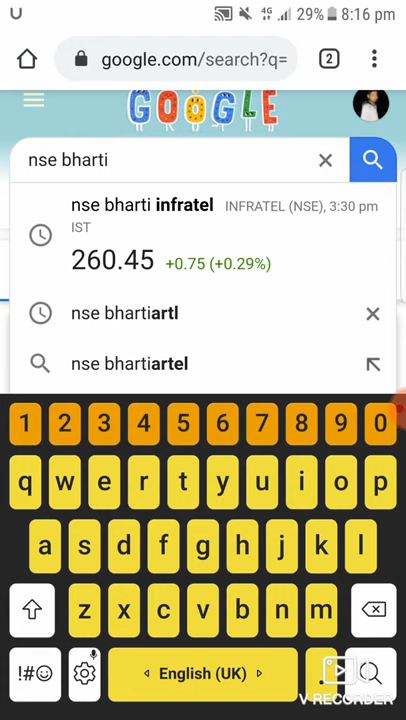 U 4G 29% 8:16 pm
google.com/search?q= 2
GOOGLE
nse bharti
nse bharti infratel INFRATEL (NSE), 3:30 pm
IST
260.45 +0.75 (+0.29%)
nse bhartiartl
nse bhartiartel
1 2 3 4 5 6 7 8 9 0
q w e r t y u i o p
a s d f g h j k l
z x c v b n m
!#☺ English (UK) .
V RECORDER